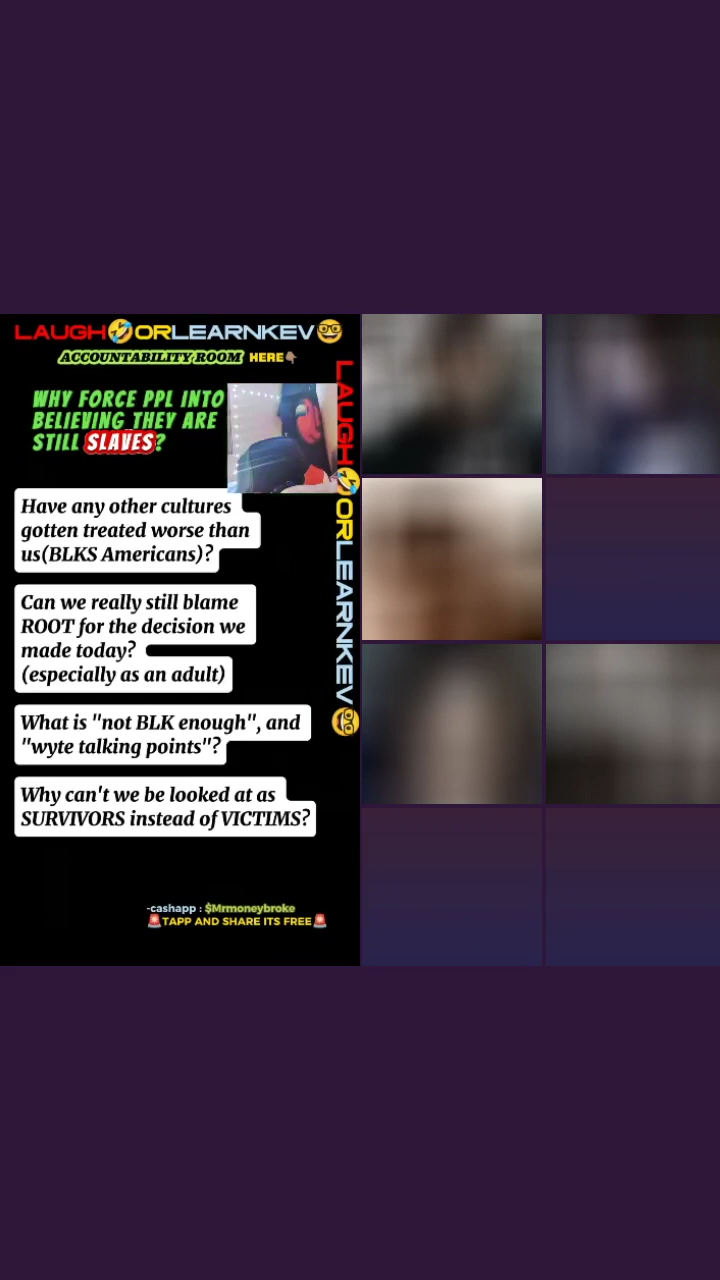 LAUGH🤣ORLEARNKEV🤓
ACCOUNTABILITY ROOM HERE👇🏽
WHY FORCE PPL INTO
BELIEVING THEY ARE
STILL SLAVES?
Have any other cultures
gotten treated worse than
us(BLKS Americans)?
Can we really still blame
ROOT for the decision we
made today?
(especially as an adult)
What is "not BLK enough", and
"wyte talking points"?
Why can't we be looked at as
SURVIVORS instead of VICTIMS?
-cashapp : $Mrmoneybroke
🚨TAPP AND SHARE ITS FREE🚨
LAUGH🤣ORLEARNKEV🤓